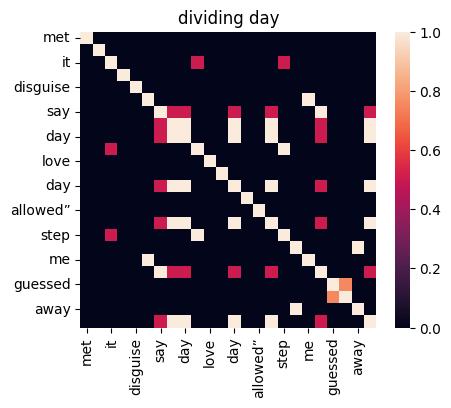 dividing day
met
it
disguise
say
day
love
day
allowed”
step
me
guessed
away
met
it
disguise
say
day
love
day
allowed”
step
me
guessed
away
1.0
0.8
0.6
0.4
0.2
0.0